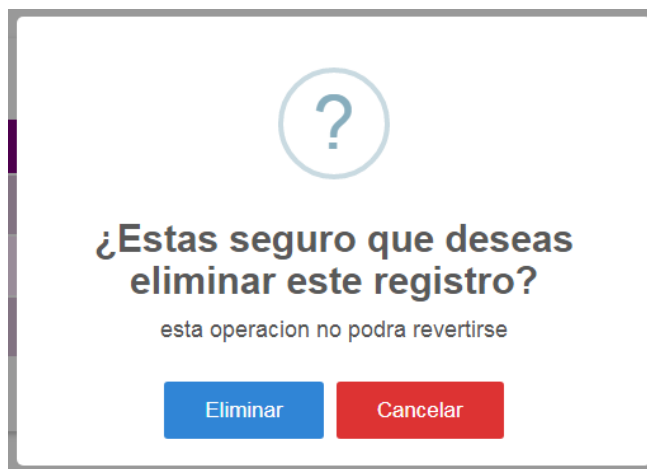 ?
¿Estas seguro que deseas
eliminar este registro?
esta operacion no podra revertirse
Eliminar
Cancelar